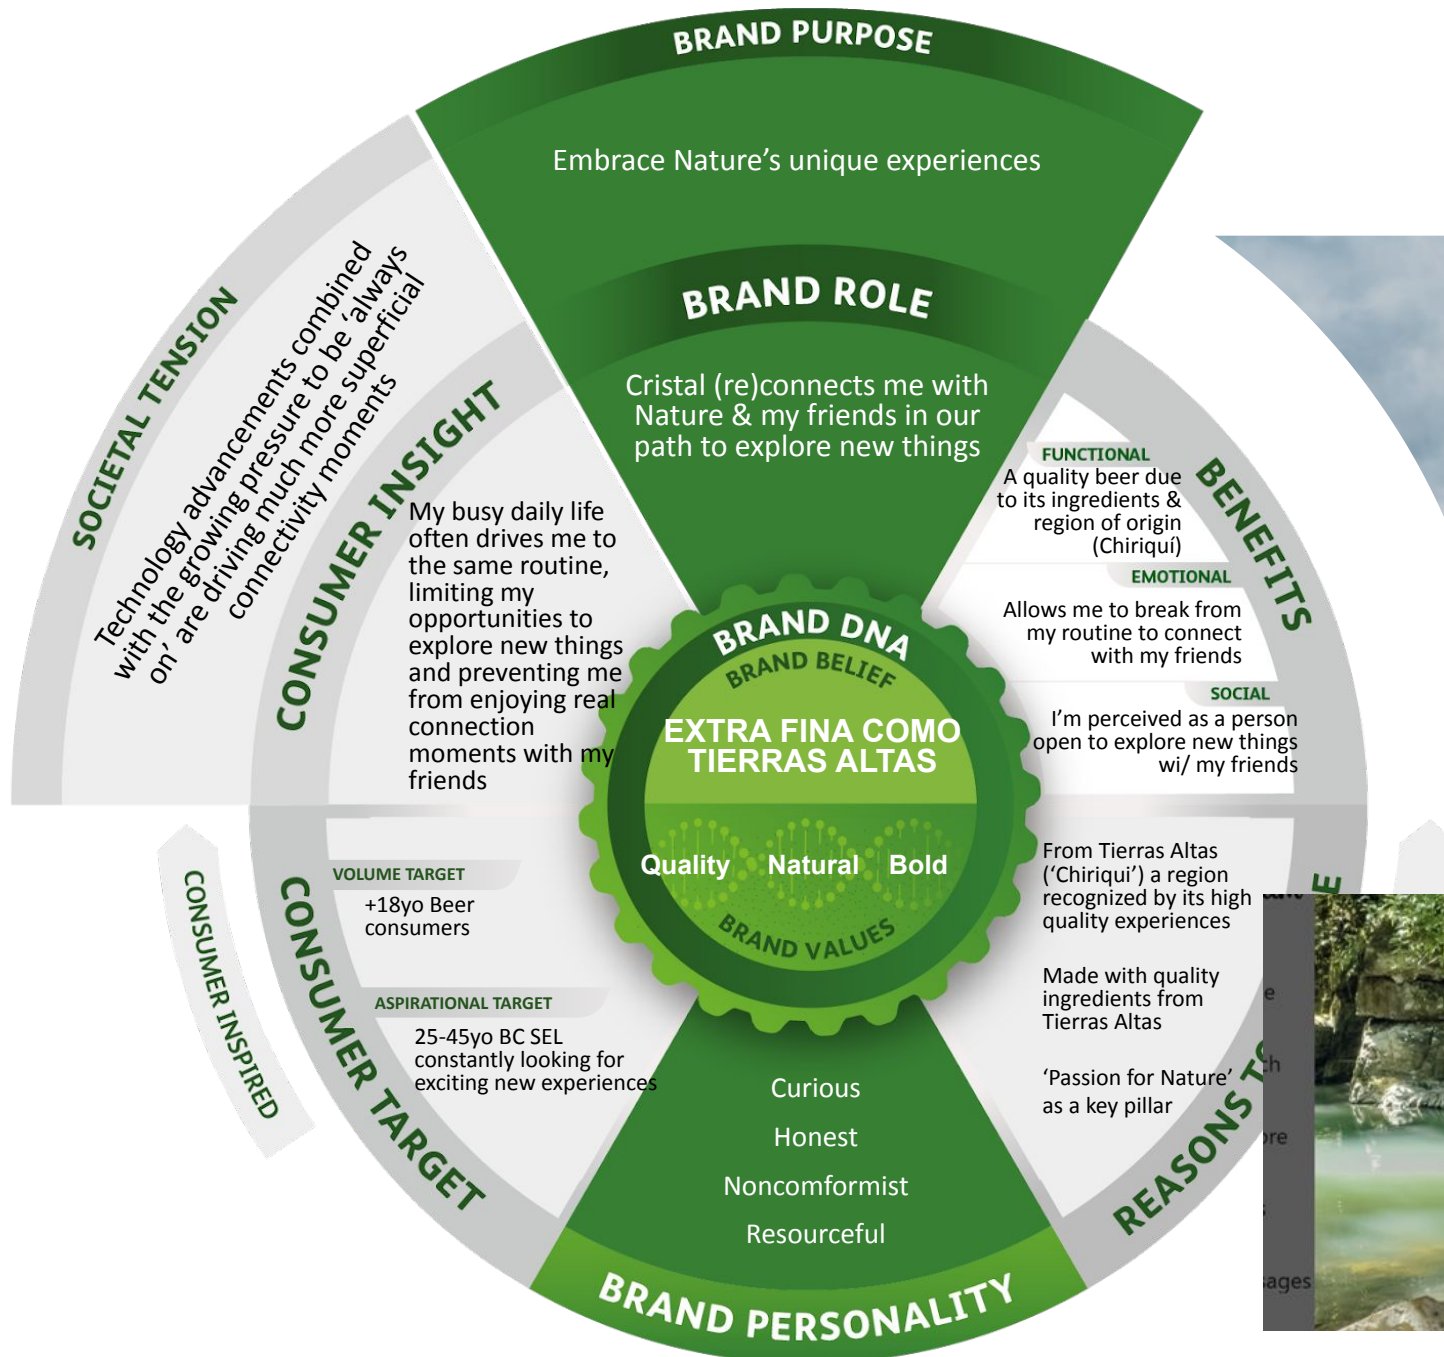 BRAND PURPOSE
Embrace Nature’s unique experiences
BRAND ROLE
Cristal (re)connects me with
Nature & my friends in our
path to explore new things
SOCIETAL TENSION
Technology advancements combined
with the growing pressure to be ‘always
on’ are driving much more superficial
connectivity moments
CONSUMER INSIGHT
My busy daily life
often drives me to
the same routine,
limiting my
opportunities to
explore new things
and preventing me
from enjoying real
connection
moments with my
friends
BENEFITS
FUNCTIONAL
A quality beer due
to its ingredients &
region of origin
(Chiriquí)
EMOTIONAL
Allows me to break from
my routine to connect
with my friends
SOCIAL
I’m perceived as a person
open to explore new things
wi/ my friends
BRAND DNA
BRAND BELIEF
EXTRA FINA COMO
TIERRAS ALTAS
Quality Natural Bold
BRAND VALUES
CONSUMER INSPIRED
CONSUMER TARGET
VOLUME TARGET
+18yo Beer
consumers
ASPIRATIONAL TARGET
25-45yo BC SEL
constantly looking for
exciting new experiences
From Tierras Altas
(‘Chiriqui’) a region
recognized by its high
quality experiences
Made with quality
ingredients from
Tierras Altas
‘Passion for Nature’
as a key pillar
REASONS TO
Curious
Honest
Noncomformist
Resourceful
BRAND PERSONALITY